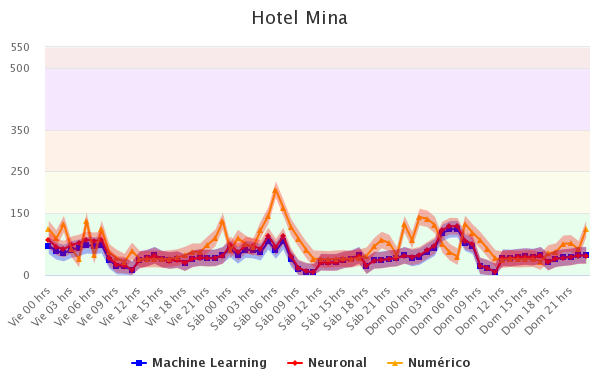 Hotel Mina
550
500
350
250
150
0
Vie 00 hrs
Vie 03 hrs
Vie 06 hrs
Vie 09 hrs
Vie 12 hrs
Vie 15 hrs
Vie 18 hrs
Vie 21 hrs
Sáb 00 hrs
Sáb 03 hrs
Sáb 06 hrs
Sáb 09 hrs
Sáb 12 hrs
Sáb 15 hrs
Sáb 18 hrs
Sáb 21 hrs
Dom 00 hrs
Dom 03 hrs
Dom 06 hrs
Dom 09 hrs
Dom 12 hrs
Dom 15 hrs
Dom 18 hrs
Dom 21 hrs
Machine Learning Neuronal Numérico